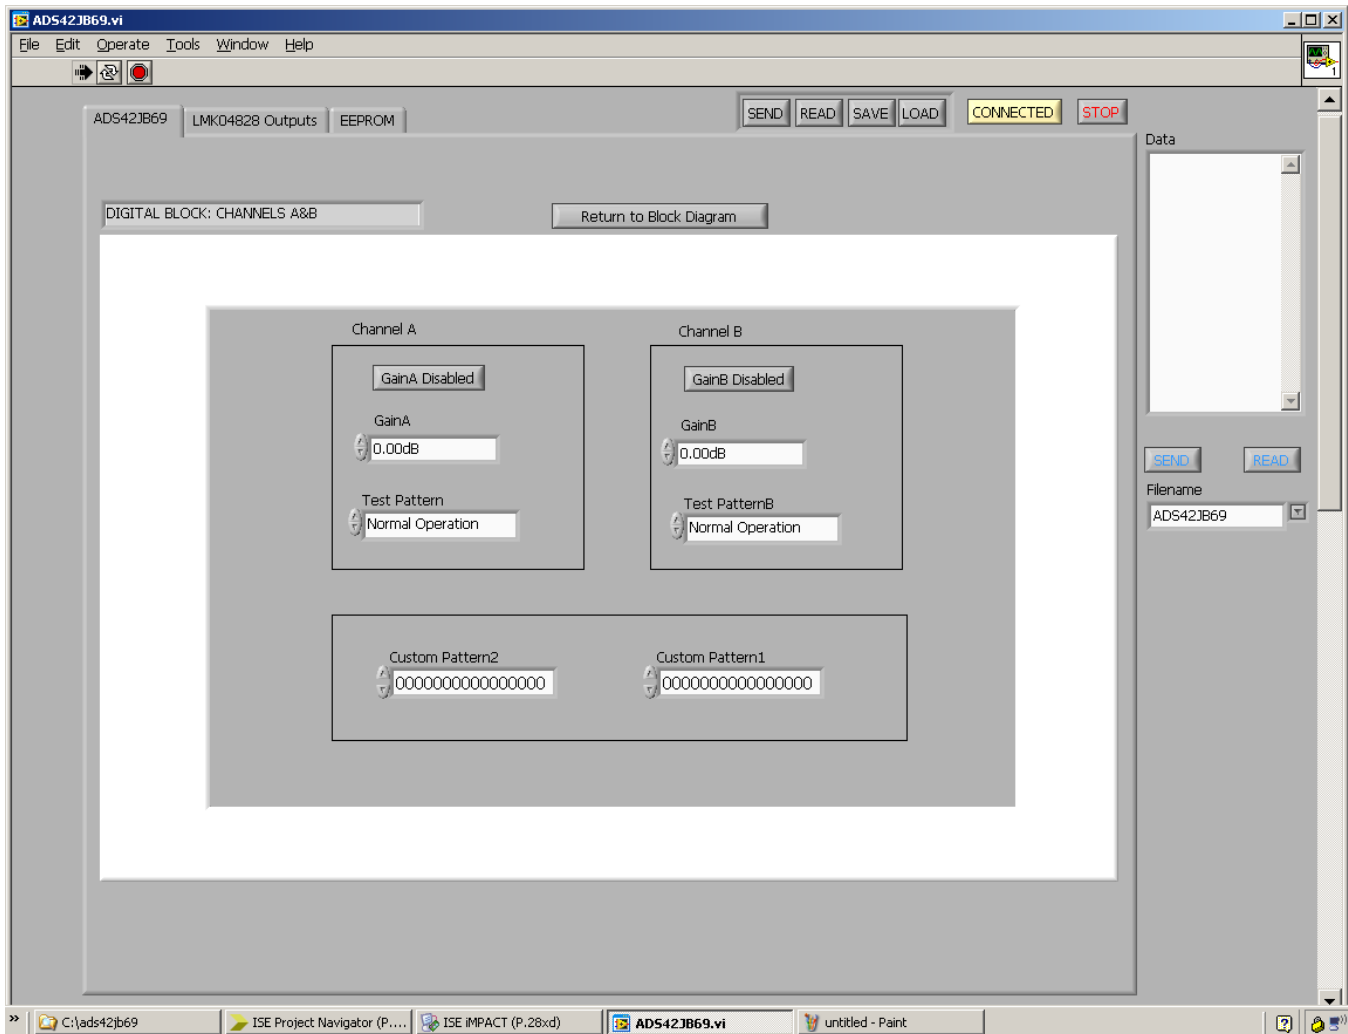 ADS42JB69.vi
File Edit Operate Tools Window Help
1
ADS42JB69 LMK04828 Outputs EEPROM
SEND READ SAVE LOAD CONNECTED STOP
Data
DIGITAL BLOCK: CHANNELS A&B
Return to Block Diagram
Channel A
Channel B
GainA Disabled
GainB Disabled
GainA
GainB
0.00dB
0.00dB
SEND READ
Filename
ADS42JB69
Test Pattern
Test PatternB
Normal Operation
Normal Operation
Custom Pattern2
Custom Pattern1
0000000000000000
0000000000000000
» C:\ads42jb69 ISE Project Navigator (P.... ISE iMPACT (P.28xd) ADS42JB69.vi untitled - Paint